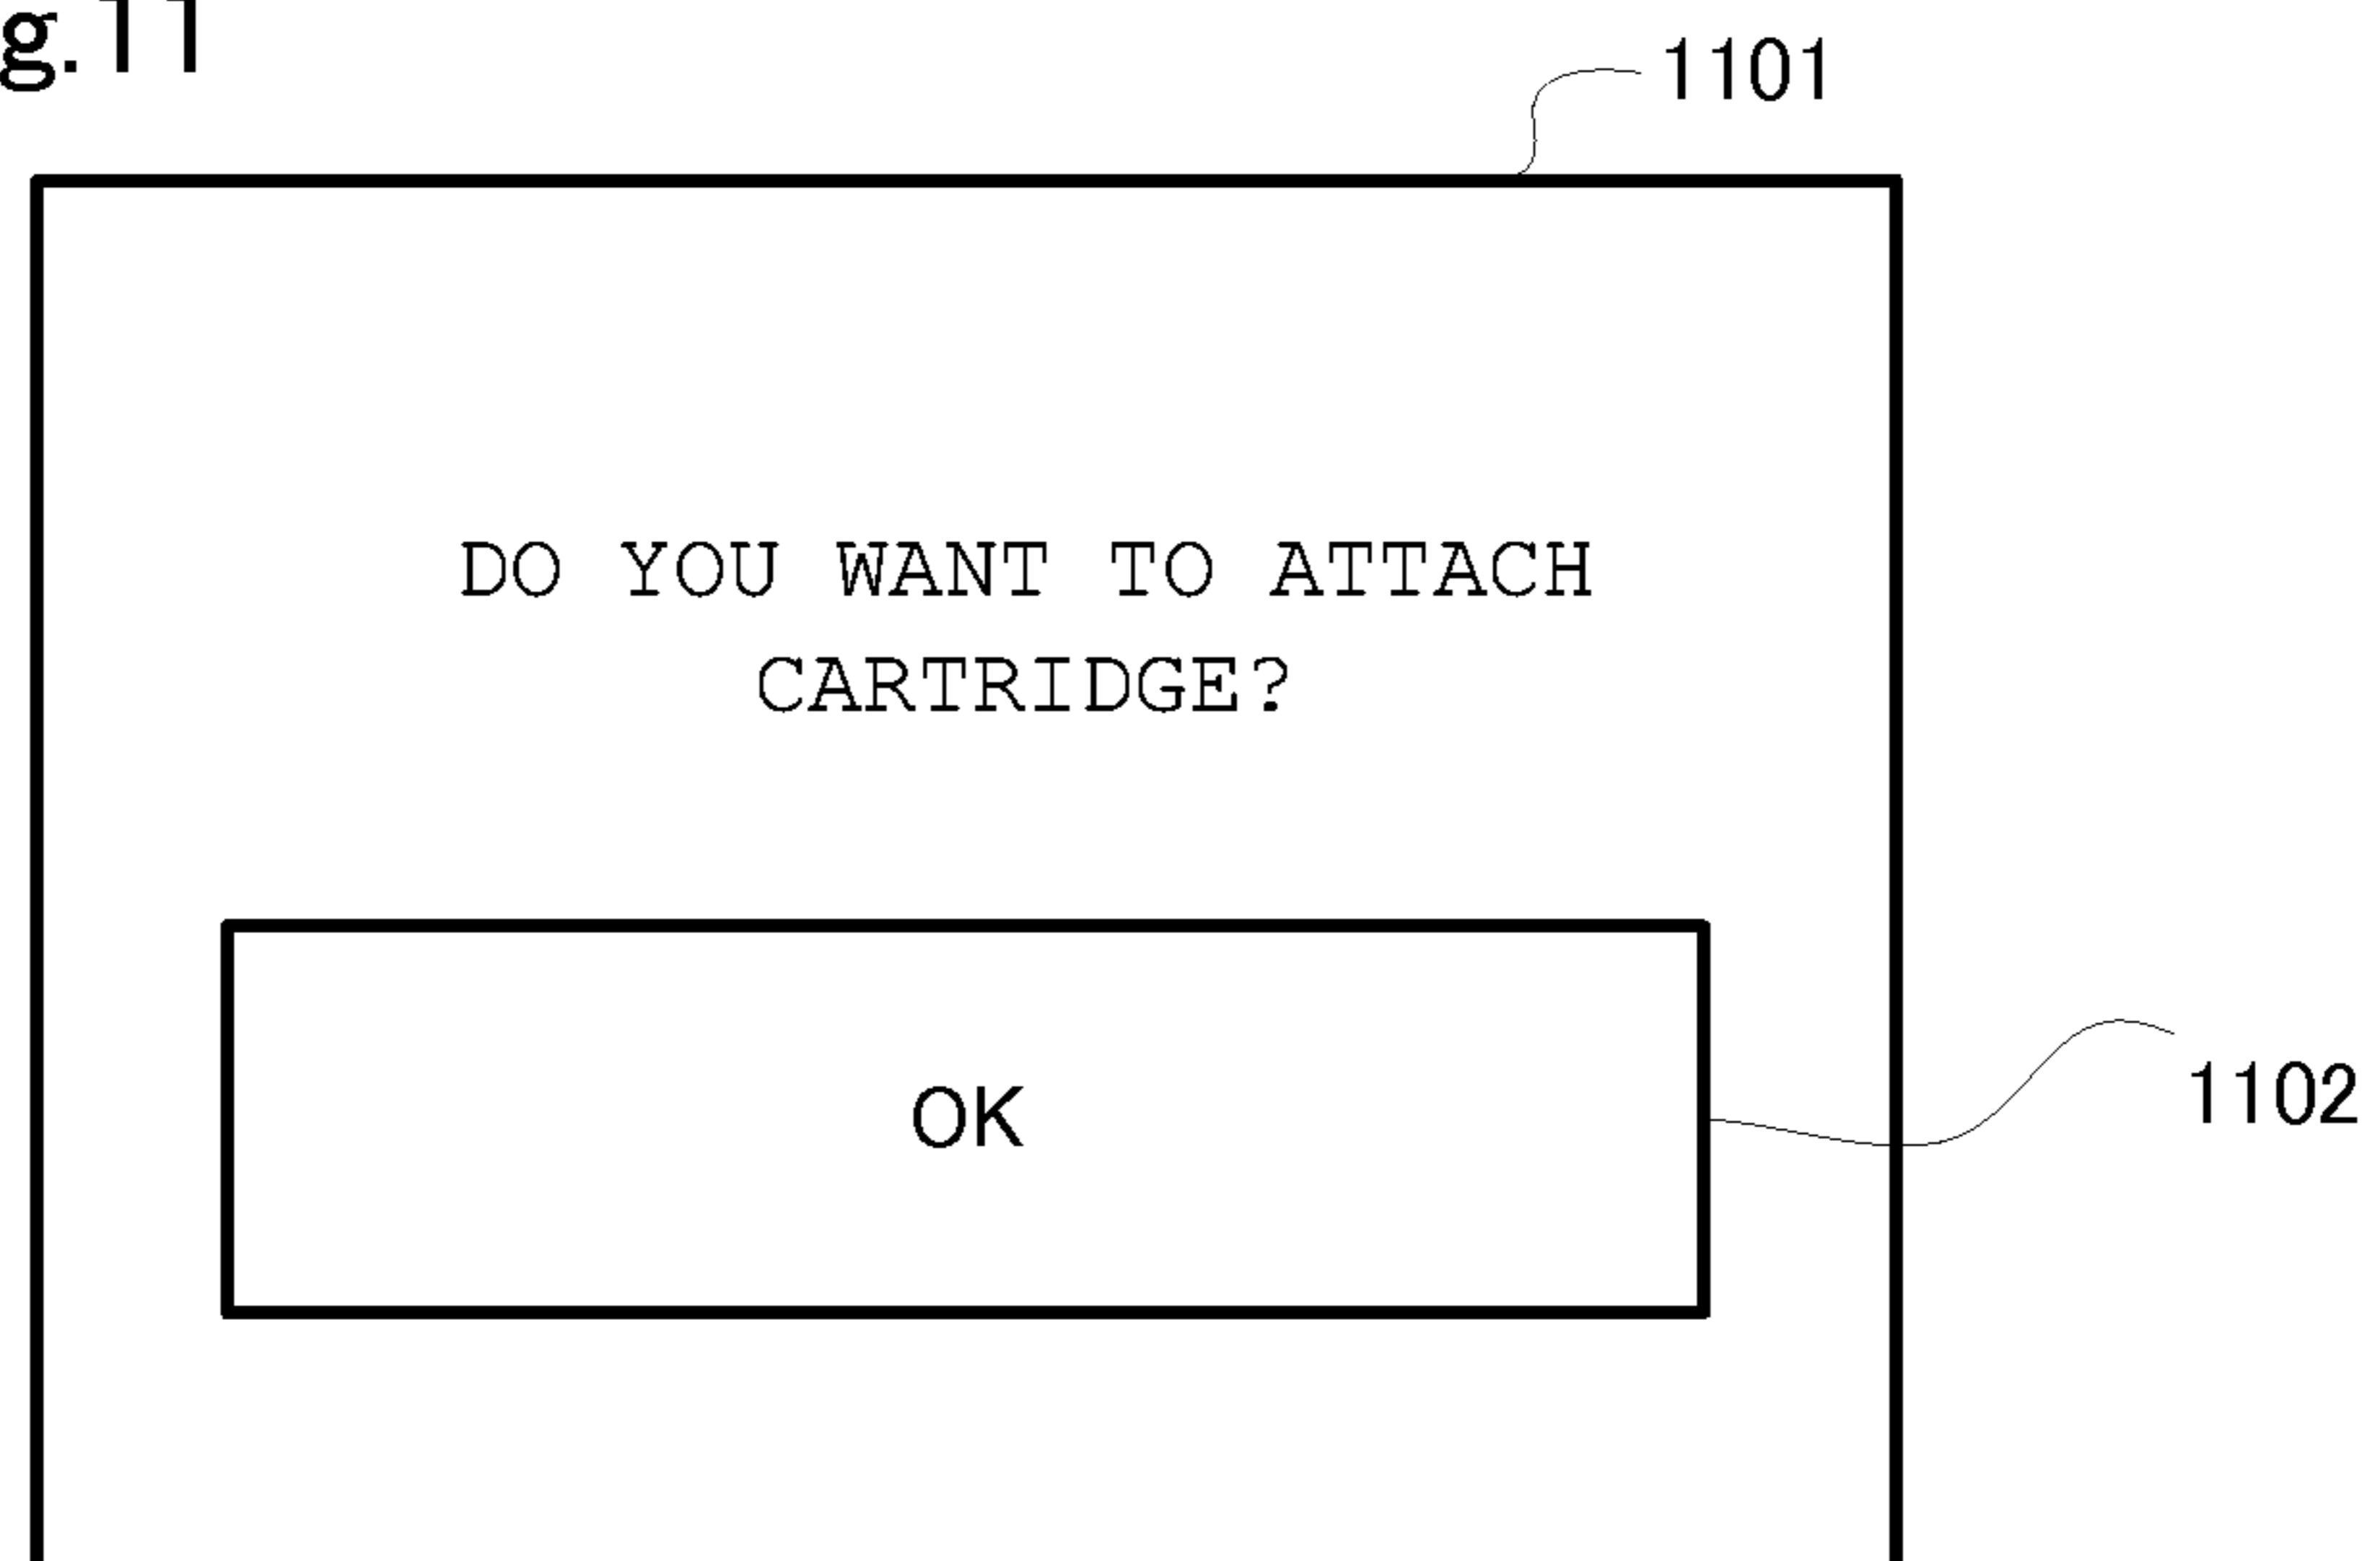 g.11
1101
DO YOU WANT TO ATTACH
CARTRIDGE?
OK
1102